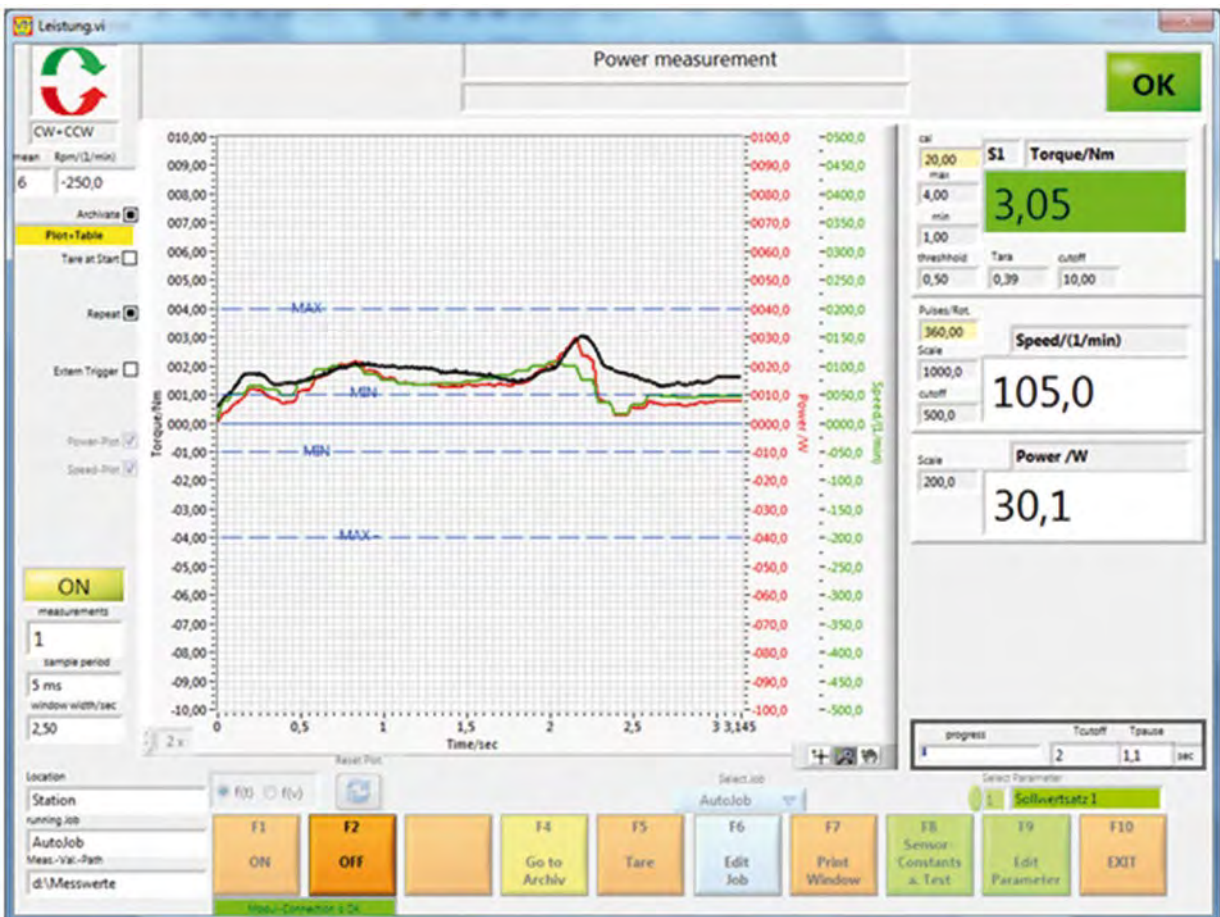 Leistung.vi
Power measurement
OK
CW+CCW
mean Rpm/(1/min)
6 -250,0
Archivate
Plot+Table
Tare at Start
Repeat
Extern Trigger
Power-Plot
Speed-Plot
ON
measurements
1
sample period
5 ms
window width/sec
2,50
Torque/Nm
010,00
009,00
008,00
007,00
006,00
005,00
004,00
003,00
002,00
001,00
000,00
-01,00
-02,00
-03,00
-04,00
-05,00
-06,00
-07,00
-08,00
-09,00
-10,00
MAX
MIN
MIN
MAX -
0 0,5 1 1,5 2 2,5 3 3,145
Time/sec
2 x
Power /W
0100,0
0090,0
0080,0
0070,0
0060,0
0050,0
0040,0
0030,0
0020,0
0010,0
0000,0
-010,0
-020,0
-030,0
-040,0
-060,0
-070,0
-080,0
-090,0
-100,0
Speed/(1/min)
0500,0
0450,0
0400,0
0350,0
0300,0
0250,0
0200,0
0150,0
0100,0
0050,0
0000,0
-050,0
-100,0
-150,0
-200,0
-250,0
-300,0
-350,0
-400,0
-450,0
-500,0
cal
20,00
S1 Torque/Nm
max
4,00
3,05
min
1,00
threshhold Tara cutoff
0,50 0,39 10,00
Pulses/Rot.
360,00
Speed/(1/min)
Scale
1000,0
105,0
cutoff
500,0
Scale
Power /W
200,0
30,1
progress Tcutoff Tpause
2 1,1 sec
Location
Station
running Job
AutoJob
Meas.-Val.-Path
d:\Messwerte
Reset Plot
f(t) f(v)
Select Job
AutoJob
Select Parameter
1 Sollwertsatz 1
F1
ON
F2
OFF
F4
Go to
Archiv
F5
Tare
F6
Edit
Job
F7
Print
Window
F8
Sensor-
Constants
a. Test
F9
Edit
Parameter
F10
EXIT
Modul-Connection is OK